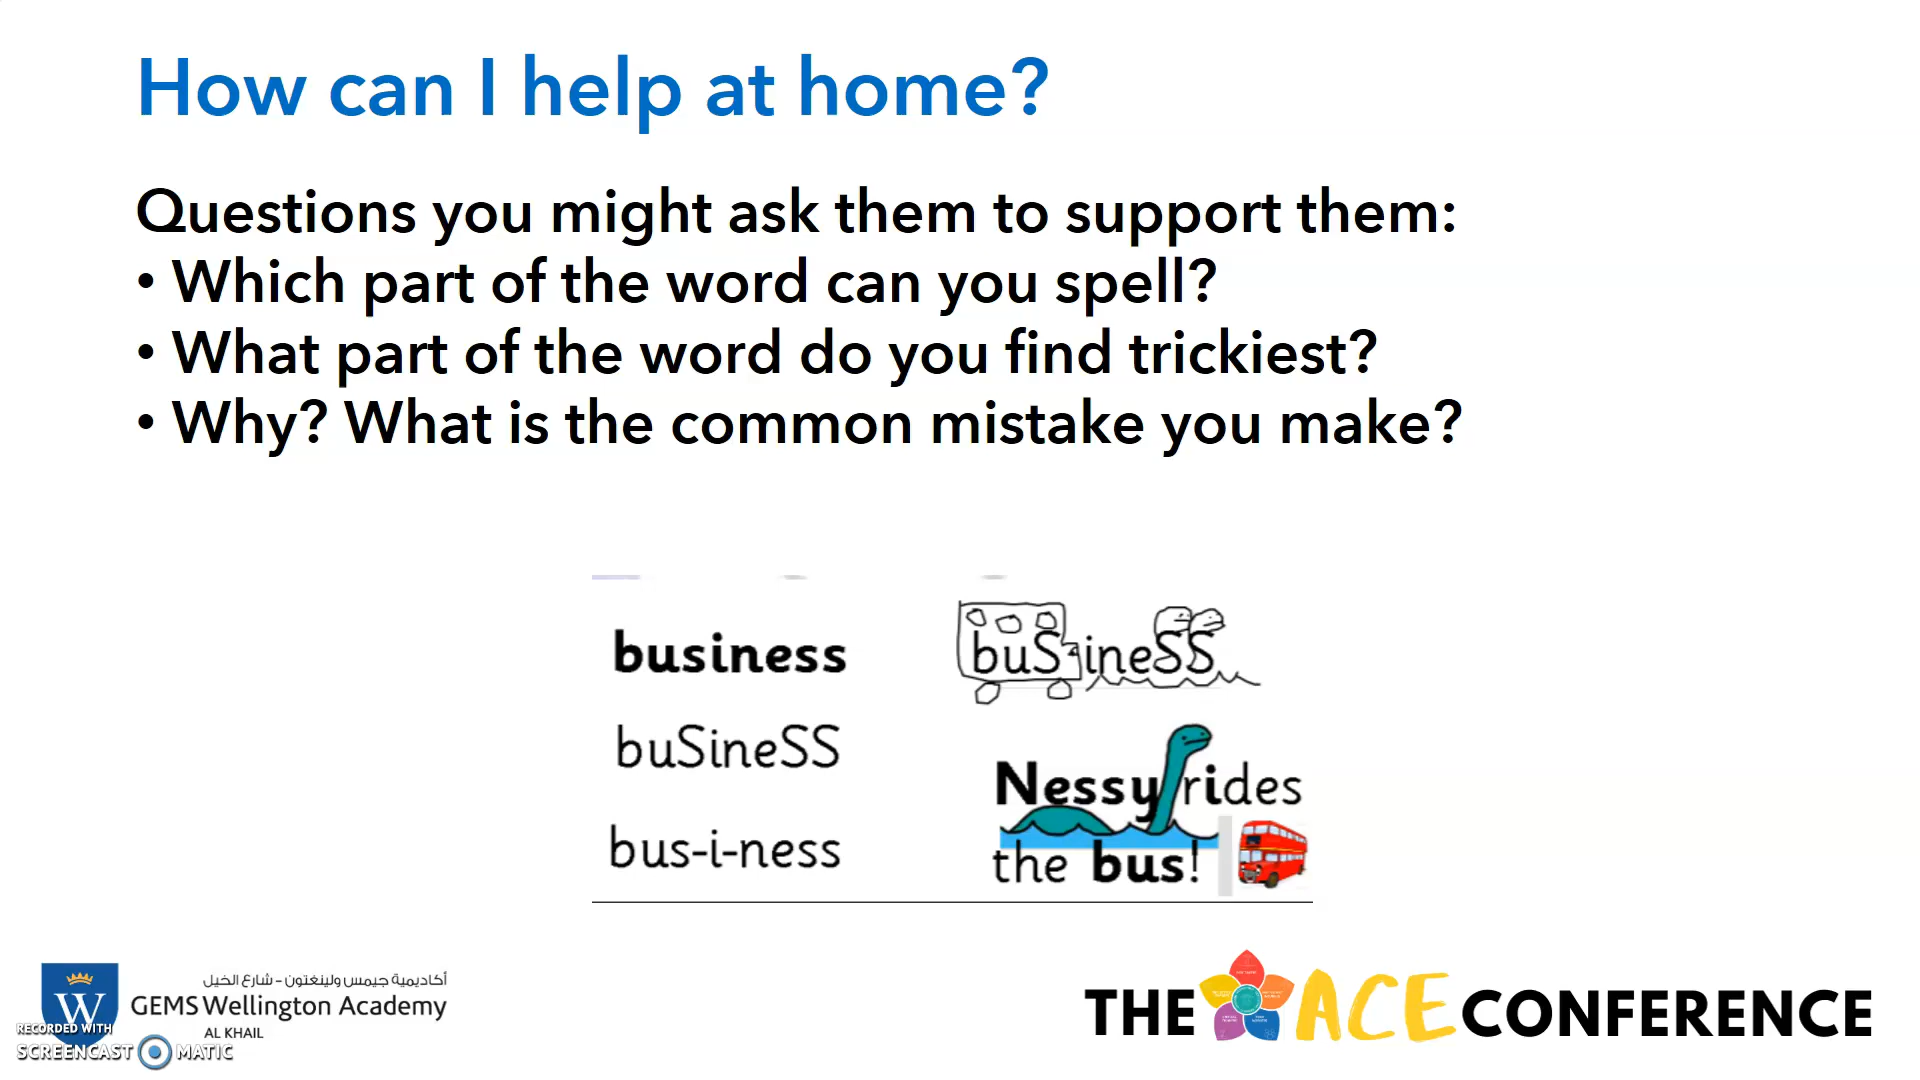 How can I help at home?
Questions you might ask them to support them:
• Which part of the word can you spell?
• What part of the word do you find trickiest?
• Why? What is the common mistake you make?
business
buSineSS
buSineSS
bus-i-ness
Nessy rides
the bus!
أكاديمية جيمس ولينغتون - شارع الخيل
W
GEMS Wellington Academy
AL KHAIL
RECORDED WITH
SCREENCAST MATIC
THE ACE CONFERENCE